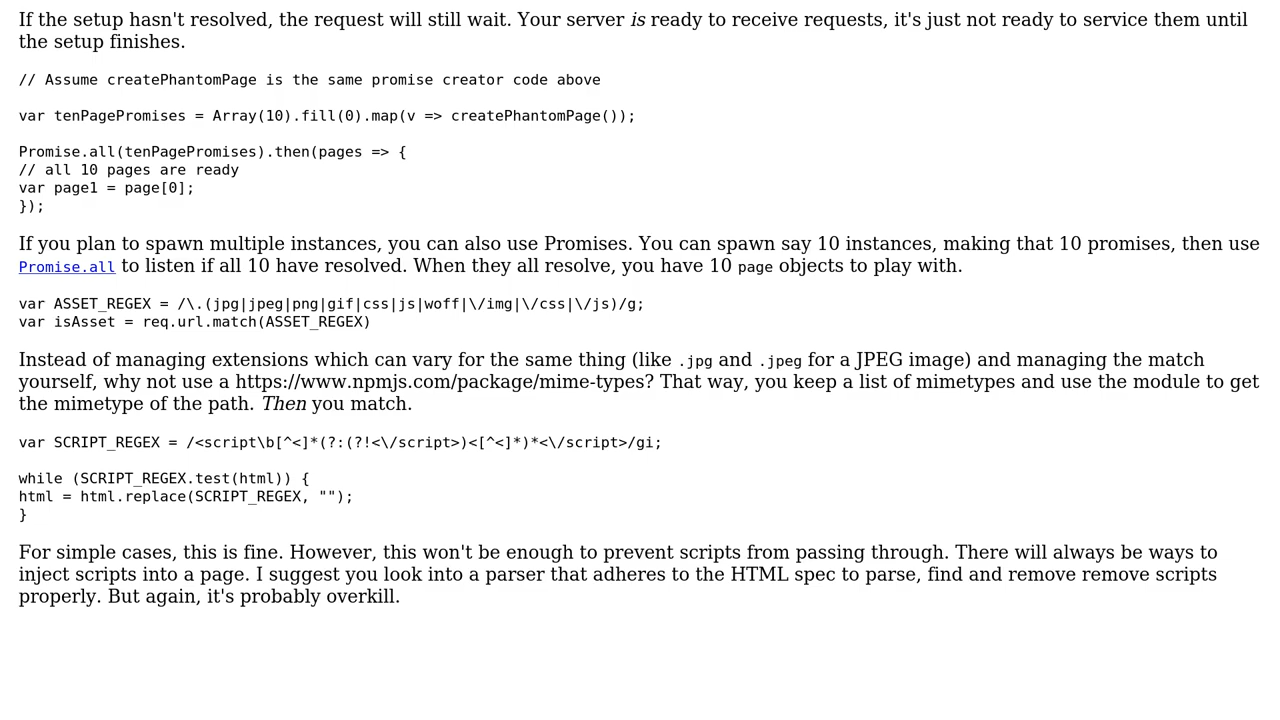 If the setup hasn't resolved, the request will still wait. Your server is ready to receive requests, it's just not ready to service them until
the setup finishes.
// Assume createPhantomPage is the same promise creator code above
var tenPagePromises = Array(10).fill(0).map(v => createPhantomPage());
Promise.all(tenPagePromises).then(pages => {
// all 10 pages are ready
var page1 = page[0];
});
If you plan to spawn multiple instances, you can also use Promises. You can spawn say 10 instances, making that 10 promises, then use
Promise.all to listen if all 10 have resolved. When they all resolve, you have 10 page objects to play with.
var ASSET_REGEX = /\.(jpg|jpeg|png|gif|css|js|woff|\/img|\/css|\/js)/g;
var isAsset = req.url.match(ASSET_REGEX)
Instead of managing extensions which can vary for the same thing (like .jpg and .jpeg for a JPEG image) and managing the match
yourself, why not use a https://www.npmjs.com/package/mime-types? That way, you keep a list of mimetypes and use the module to get
the mimetype of the path. Then you match.
var SCRIPT_REGEX = /<script\b[^<]*(?:(?!<\/script>)<[^<]*)*<\/script>/gi;
while (SCRIPT_REGEX.test(html)) {
html = html.replace(SCRIPT_REGEX, "");
}
For simple cases, this is fine. However, this won't be enough to prevent scripts from passing through. There will always be ways to
inject scripts into a page. I suggest you look into a parser that adheres to the HTML spec to parse, find and remove remove scripts
properly. But again, it's probably overkill.